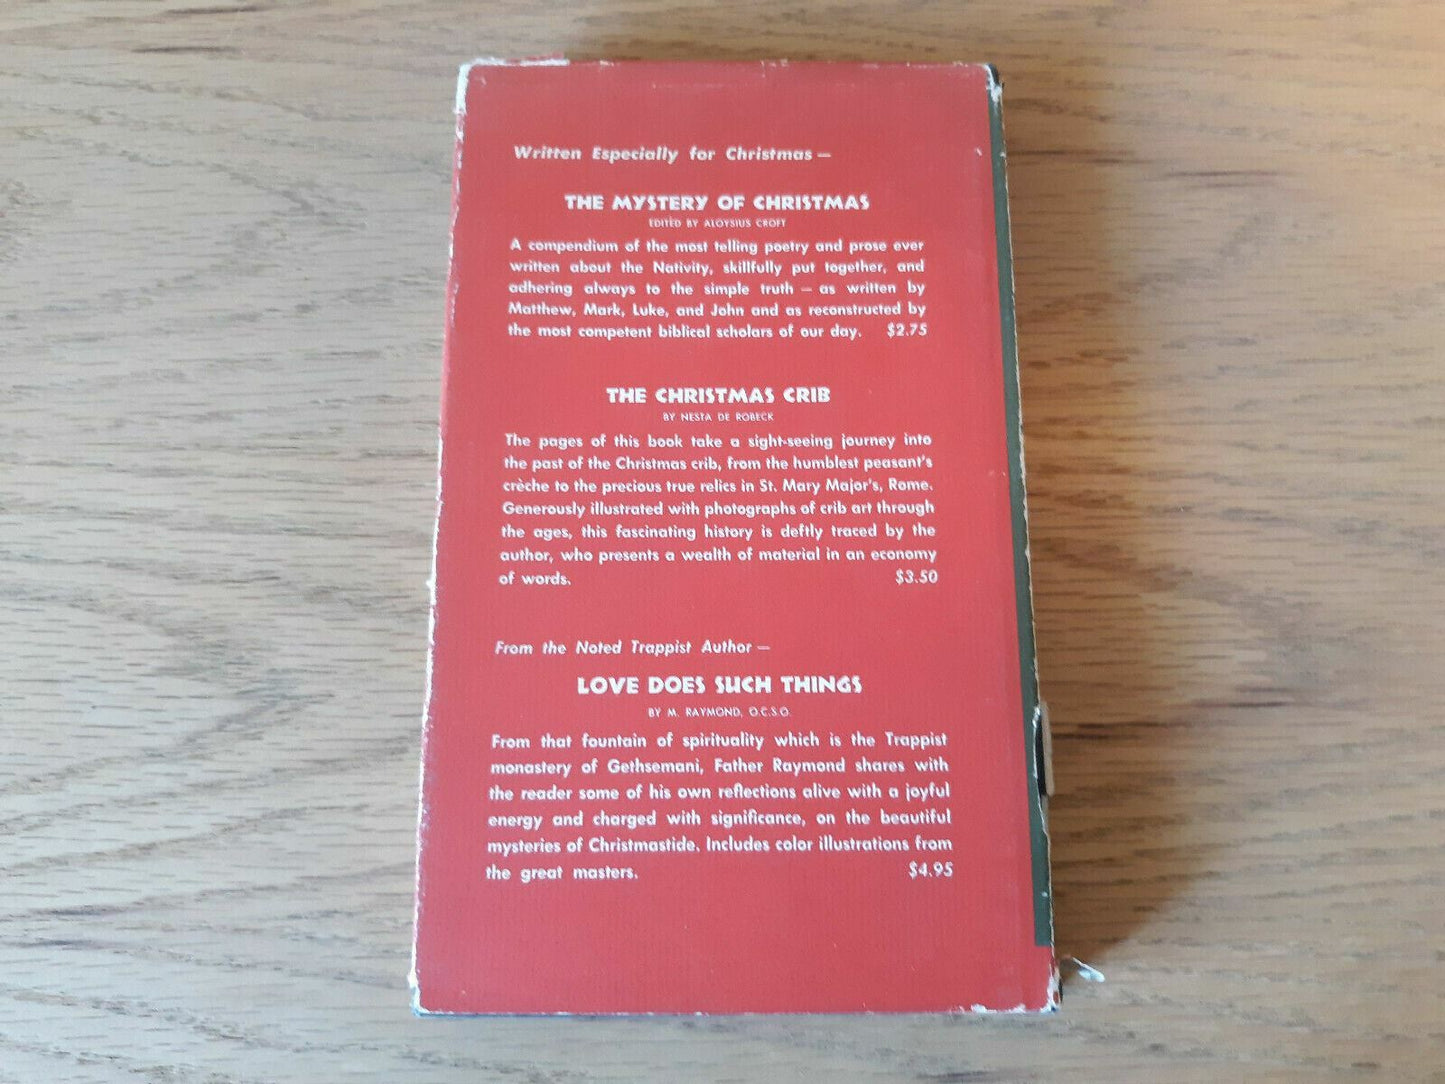 Written Especially for Christmas —
THE MYSTERY OF CHRISTMAS
EDITED BY ALOYSIUS CROFT
A compendium of the most telling poetry and prose ever
written about the Nativity, skillfully put together, and
adhering always to the simple truth — as written by
Matthew, Mark, Luke, and John and as reconstructed by
the most competent biblical scholars of our day. $2.75
THE CHRISTMAS CRIB
BY NESTA DE ROBECK
The pages of this book take a sight-seeing journey into
the past of the Christmas crib, from the humblest peasant's
crèche to the precious true relics in St. Mary Major's, Rome.
Generously illustrated with photographs of crib art through
the ages, this fascinating history is deftly traced by the
author, who presents a wealth of material in an economy
of words. $3.50
From the Noted Trappist Author —
LOVE DOES SUCH THINGS
BY M. RAYMOND, O.C.S.O.
From that fountain of spirituality which is the Trappist
monastery of Gethsemani, Father Raymond shares with
the reader some of his own reflections alive with a joyful
energy and charged with significance, on the beautiful
mysteries of Christmastide. Includes color illustrations from
the great masters. $4.95